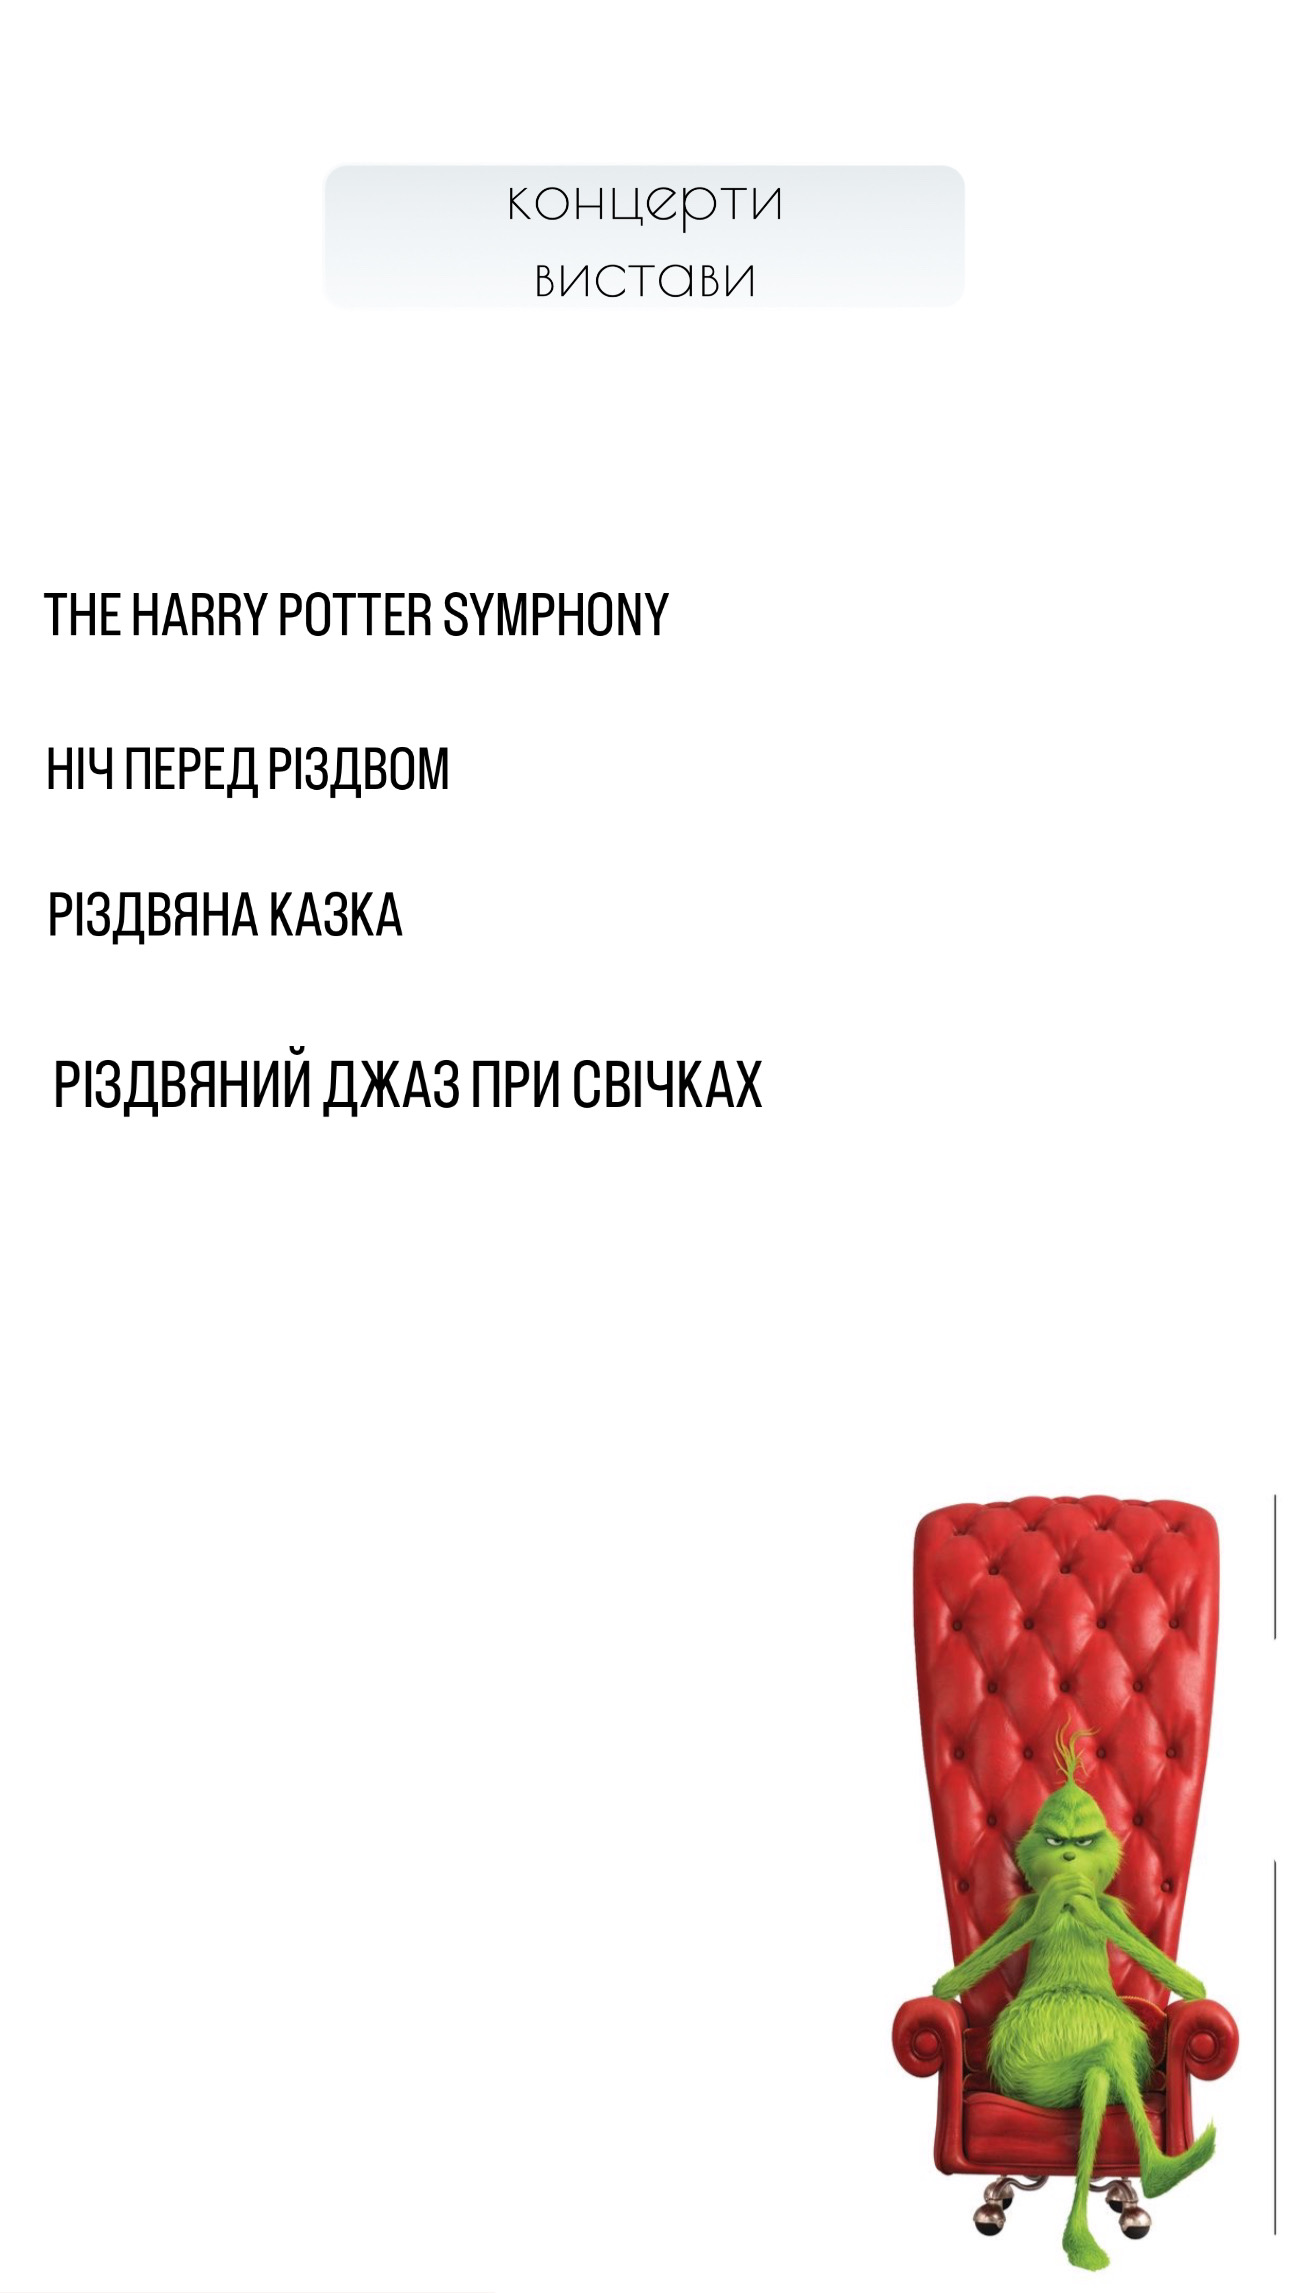 концерти
вистави
THE HARRY POTTER SYMPHONY
НІЧ ПЕРЕД РІЗДВОМ
РІЗДВЯНА КАЗКА
РІЗДВЯНИЙ ДЖАЗ ПРИ СВІЧКАХ